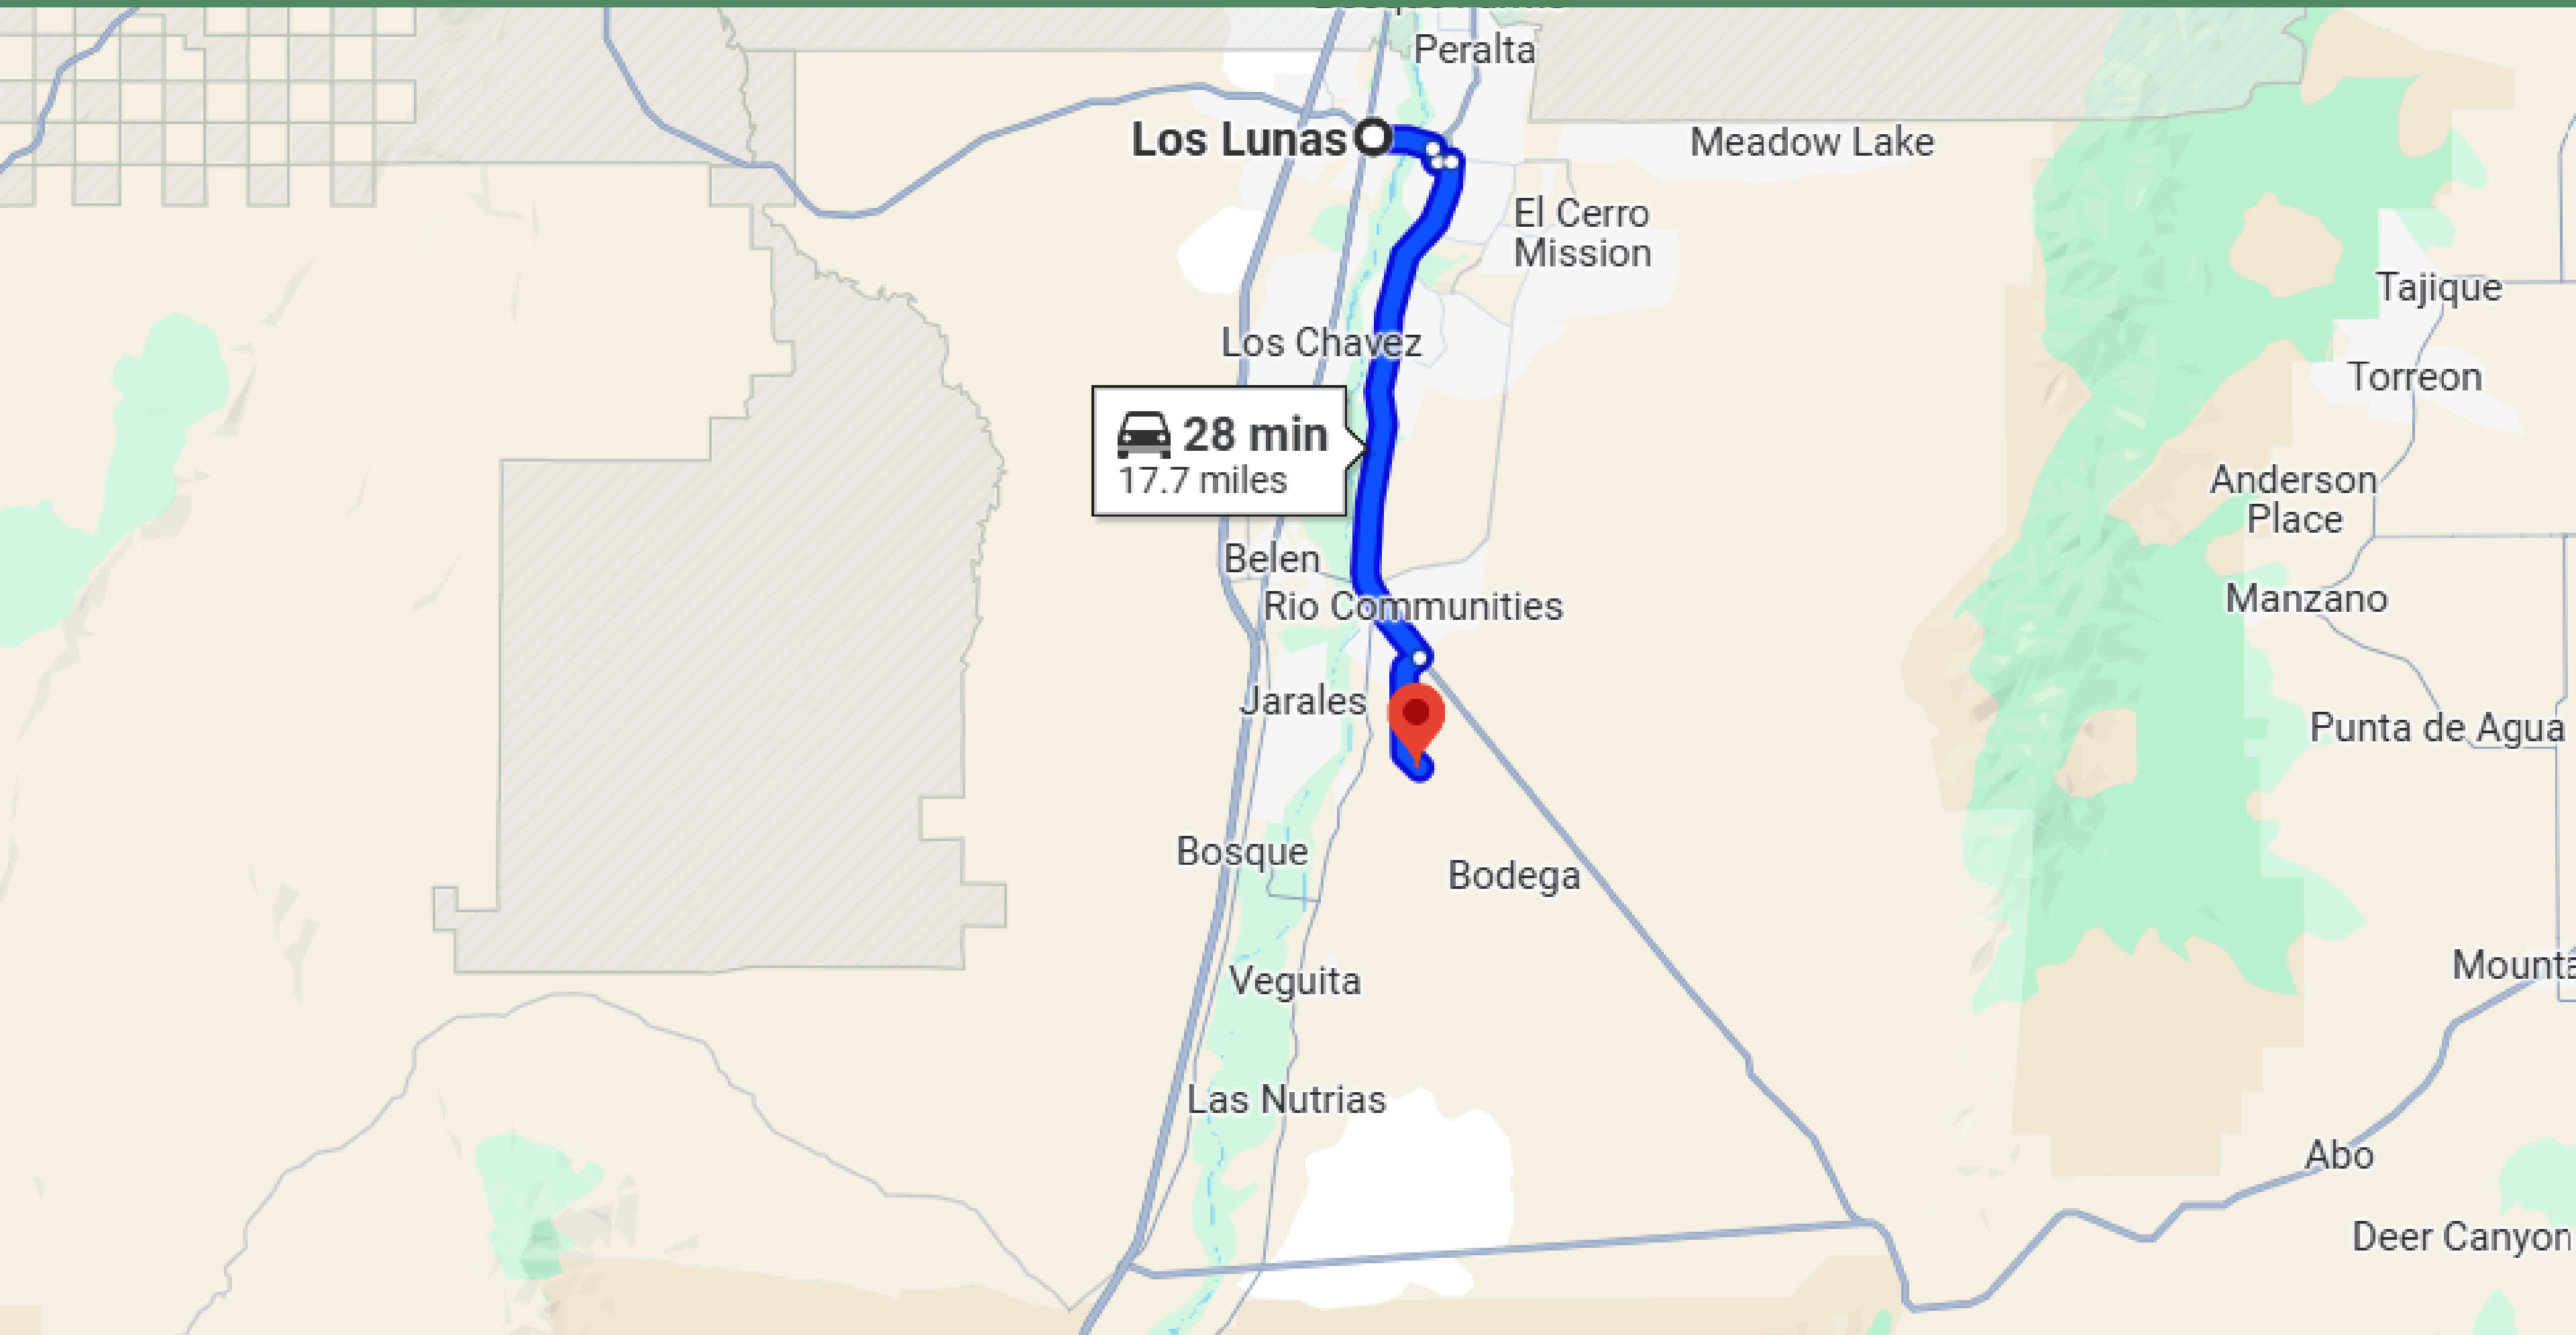 Peralta
Los Lunas
Meadow Lake
El Cerro
Mission
Tajique
Los Chavez
Torreon
28 min
17.7 miles
Anderson
Place
Belen
Rio Communities
Manzano
Jarales
Punta de Agua
Bosque
Bodega
Veguita
Las Nutrias
Abo
Deer Canyon